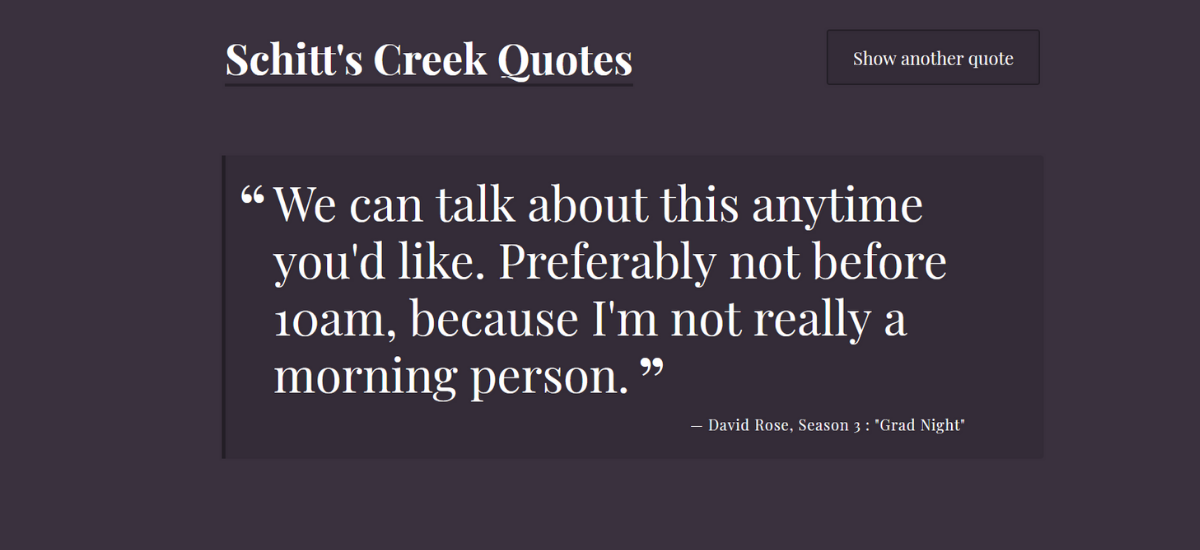 Schitt's Creek Quotes
Show another quote
“ We can talk about this anytime
you'd like. Preferably not before
10am, because I'm not really a
morning person. ”
— David Rose, Season 3 : "Grad Night"